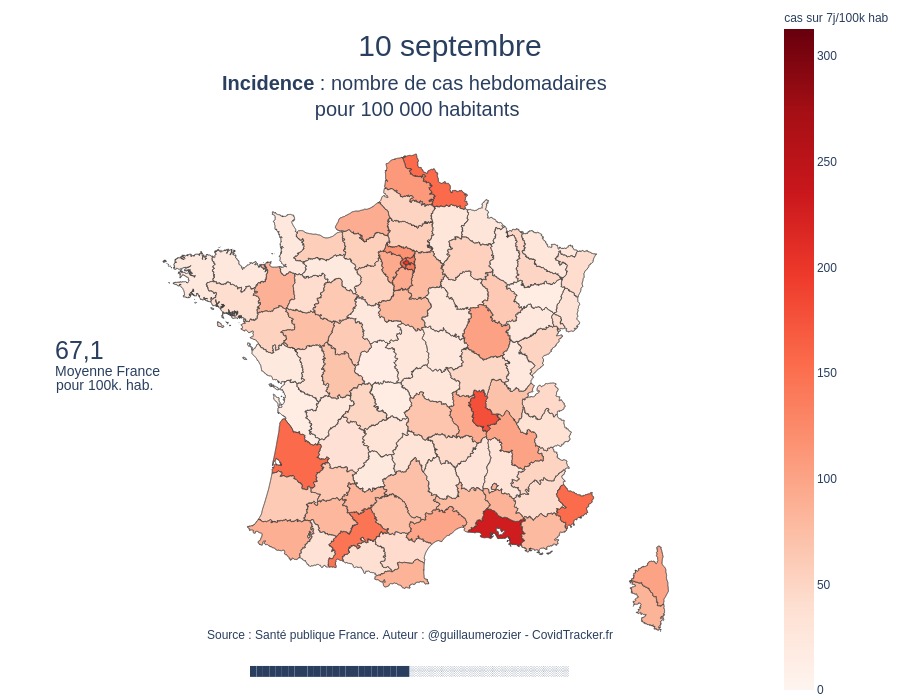 cas sur 7j/100k hab
10 septembre
Incidence : nombre de cas hebdomadaires
pour 100 000 habitants
300
250
200
150
100
50
0
67,1
Moyenne France
pour 100k. hab.
Source : Santé publique France. Auteur : @guillaumerozier - CovidTracker.fr